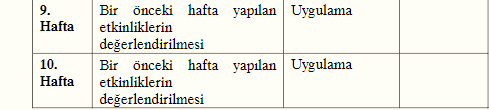 9. Hafta
Bir önceki hafta yapılan
etkinliklerin
değerlendirilmesi
Uygulama
10. Hafta
Bir önceki hafta yapılan
etkinliklerin
değerlendirilmesi
Uygulama